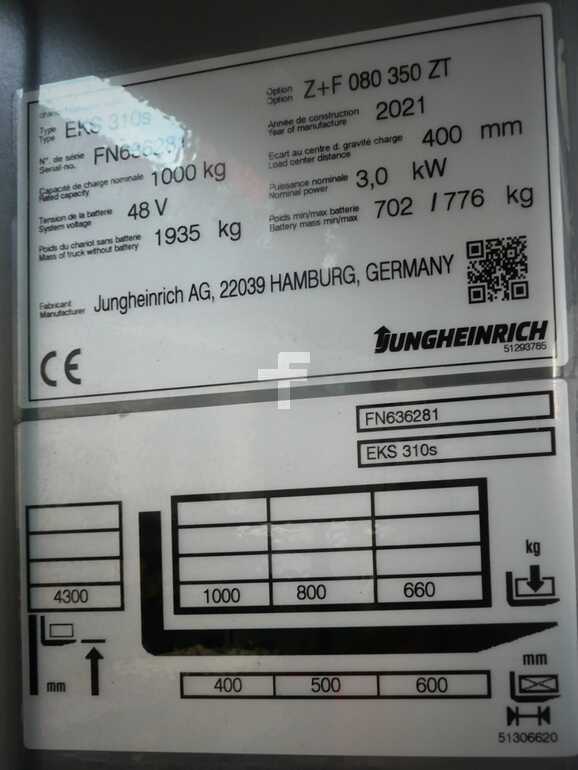 Type EKS 310s
Type
Option Z+F 080 350 ZT
Option
N°. de série FN636281
Serial-no.
Année de construction 2021
Year of manufacture
Capacité de charge nominale 1000 kg
Rated capacity
Ecart au centre d. gravité charge 400 mm
Load center distance
Tension de la batterie 48 V
System voltage
Puissance nominale 3,0 kW
Nominal power
Poids du chariot sans batterie 1935 kg
Mass of truck without battery
Poids min/max batterie 702 / 776 kg
Battery mass min/max
Fabricant Jungheinrich AG, 22039 HAMBURG, GERMANY
Manufacturer
JUNGHEINRICH
51293785
CE
FN636281
EKS 310s
kg
4300 1000 800 660
mm
mm
400 500 600
51306620